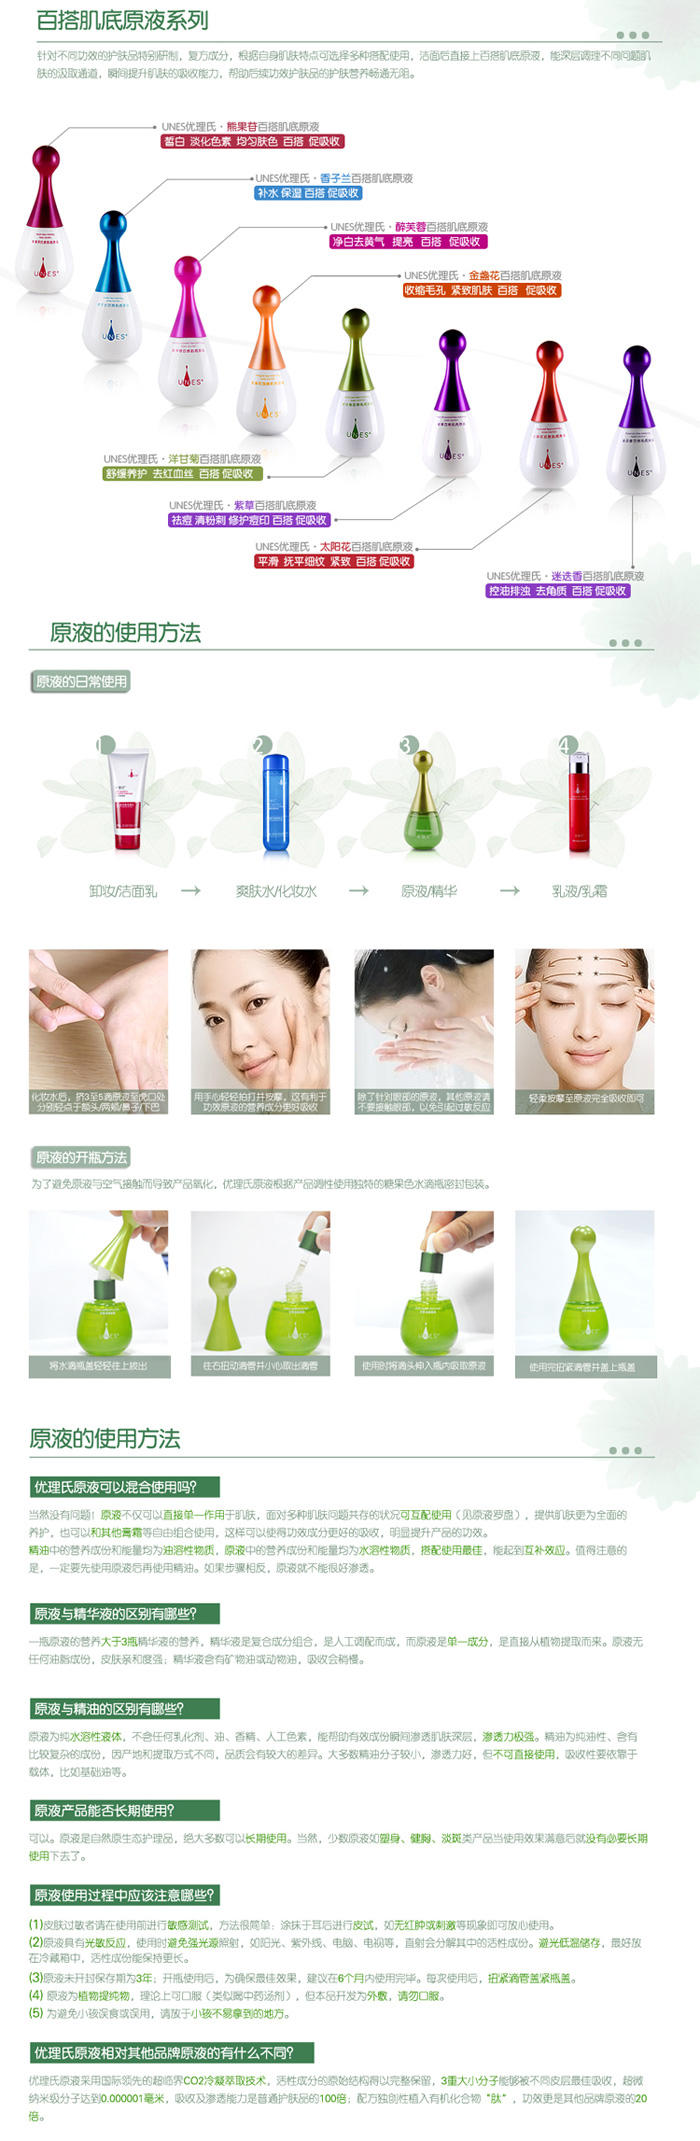 百搭肌底原液系列
针对不同功效的护肤品特别研制，复方成分，根据自身肌肤特点可选择多种搭配使用，洁面后直接上百搭肌底原液，能深层调理不同问题肌
肤的汲取通道，瞬间提升肌肤的吸收能力，帮助后续功效护肤品的护肤营养畅通无阻。
UNES优理氏·熊果苷百搭肌底原液
皙白 淡化色素 均匀肤色 百搭 促吸收
UNES优理氏·香子兰百搭肌底原液
补水 保湿 百搭 促吸收
UNES优理氏·醉芙蓉百搭肌底原液
净白去黄气 提亮 百搭 促吸收
UNES优理氏·金盏花百搭肌底原液
收缩毛孔 紧致肌肤 百搭 促吸收
UNES
UNES
UNES
UNES
UNES
UNES
UNES
UNES
UNES优理氏·洋甘菊百搭肌底原液
舒缓养护 去红血丝 百搭 促吸收
UNES优理氏·紫草百搭肌底原液
祛痘 清粉刺 修护痘印 百搭 促吸收
UNES优理氏·太阳花百搭肌底原液
平滑 抚平细纹 紧致 百搭 促吸收
UNES优理氏·迷迭香百搭肌底原液
控油排浊 去角质 百搭 促吸收
原液的使用方法
原液的日常使用
1 2 3 4
卸妆/洁面乳 → 爽肤水/化妆水 → 原液/精华 → 乳液/乳霜
化妆水后，挤3至5滴原液至虎口处
分别轻点于额头/两颊/鼻子/下巴
用手心轻轻拍打并按摩，这有利于
功效原液的营养成分更好吸收
除了针对眼部的原液，其他原液请
不要接触眼部，以免引起过敏反应
轻柔按摩至原液完全吸收即可
原液的开瓶方法
为了避免原液与空气接触而导致产品氧化，优理氏原液根据产品调性使用独特的糖果色水滴瓶密封包装。
UNES
UNES
UNES
将水滴瓶盖轻轻往上拔出
往右扭动滴管并小心取出滴管
使用时将滴头伸入瓶内吸取原液
使用完扭紧滴管并盖上瓶盖
原液的使用方法
优理氏原液可以混合使用吗？
当然没有问题！原液不仅可以直接单一作用于肌肤，面对多种肌肤问题共存的状况可互配使用（见原液罗盘），提供肌肤更为全面的
养护，也可以和其他膏霜等自由组合使用，这样可以使得功效成分更好的吸收，明显提升产品的功效。
精油中的营养成份和能量均为油溶性物质，原液中的营养成份和能量均为水溶性物质，搭配使用最佳，能起到互补效应。值得注意的
是，一定要先使用原液后再使用精油。如果步骤相反，原液就不能很好渗透。
原液与精华液的区别有哪些？
一瓶原液的营养大于3瓶精华液的营养，精华液是复合成分组合，是人工调配而成，而原液是单一成分，是直接从植物提取而来。原液无
任何油脂成份，皮肤亲和度强；精华液含有矿物油或动物油，吸收会稍慢。
原液与精油的区别有哪些？
原液为纯水溶性液体，不含任何乳化剂、油、香精、人工色素，能帮助有效成份瞬间渗透肌肤深层，渗透力极强。精油为纯油性、含有
比较复杂的成份，因产地和提取方式不同，品质会有较大的差异。大多数精油分子较小，渗透力好，但不可直接使用，吸收性要依靠于
载体，比如基础油等。
原液产品能否长期使用？
可以。原液是自然原生态护理品，绝大多数可以长期使用。当然，少数原液如塑身、健胸、淡斑类产品当使用效果满意后就没有必要长期
使用下去了。
原液使用过程中应该注意哪些？
(1)皮肤过敏者请在使用前进行敏感测试，方法很简单：涂抹于耳后进行皮试，如无红肿或刺激等现象即可放心使用。
(2)原液具有光敏反应，使用时避免强光源照射，如阳光、紫外线、电脑、电视等，直射会分解其中的活性成份。避光低温储存，最好放
在冷藏箱中，活性成份能保持更长。
(3)原液未开封保存期为3年；开瓶使用后，为确保最佳效果，建议在6个月内使用完毕。每次使用后，扭紧滴管盖紧瓶盖。
(4) 原液为植物提纯物，理论上可口服（类似喝中药汤剂），但本品开发为外敷，请勿口服。
(5) 为避免小孩误食或误用，请放于小孩不易拿到的地方。
优理氏原液相对其他品牌原液的有什么不同？
优理氏原液采用国际领先的超临界CO2冷凝萃取技术，活性成分的原始结构得以完整保留，3重大小分子能够被不同皮层最佳吸收，超微
纳米级分子达到0.000001毫米，吸收及渗透能力是普通护肤品的100倍；配方独创性植入有机化合物“肽”，功效更是其他品牌原液的20
倍。